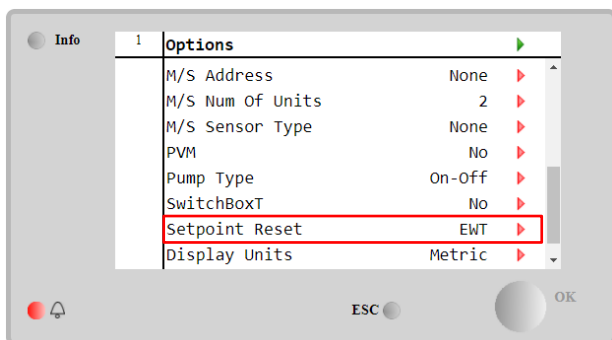 Info
1 Options
M/S Address None
M/S Num Of Units 2
M/S Sensor Type None
PVM No
Pump Type On-Off
SwitchBoxT No
Setpoint Reset EWT
Display Units Metric
ESC
OK